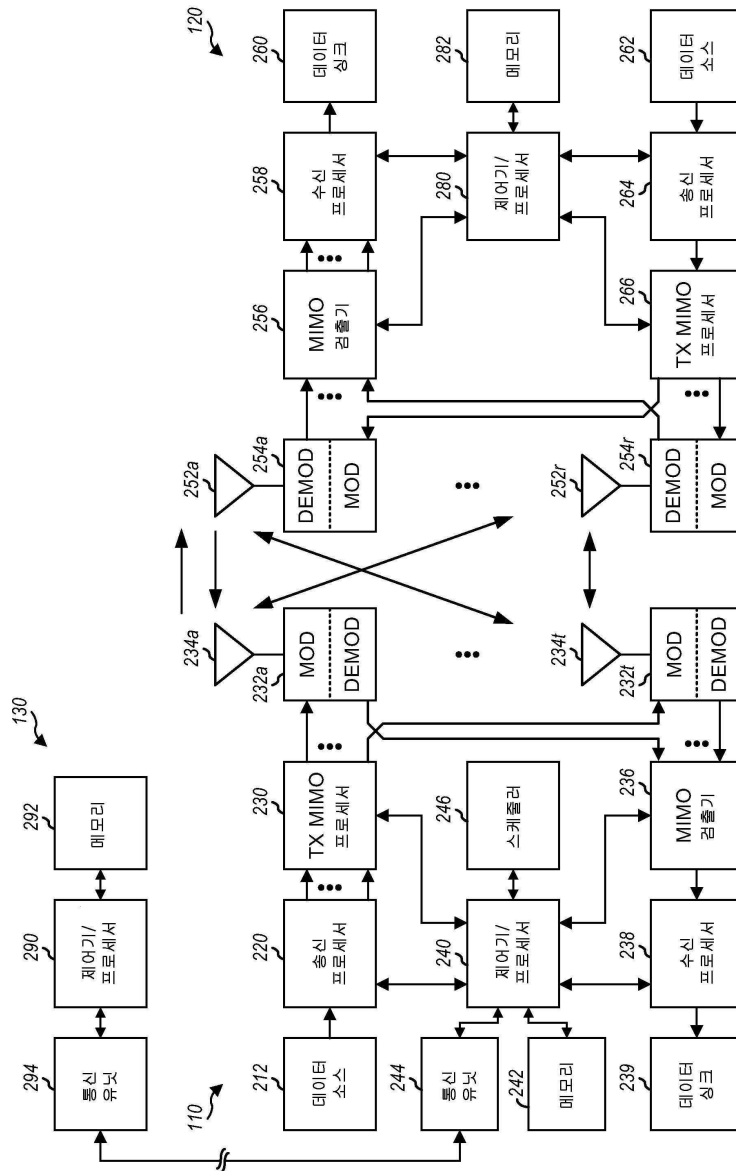 130
294
통신
유닛
290
제어기/
프로세서
292
메모리
110
212
데이터
소스
220
송신
프로세서
230
TX MIMO
프로세서
232a
MOD
DEMOD
234a
252a
254a
DEMOD
MOD
256
MIMO
검출기
258
수신
프로세서
260
데이터
싱크
120
244
통신
유닛
242
메모리
240
제어기/
프로세서
246
스케줄러
280
제어기/
프로세서
282
메모리
239
데이터
싱크
238
수신
프로세서
236
MIMO
검출기
232t
MOD
DEMOD
234t
252r
254r
DEMOD
MOD
266
TX MIMO
프로세서
264
송신
프로세서
262
데이터
소스